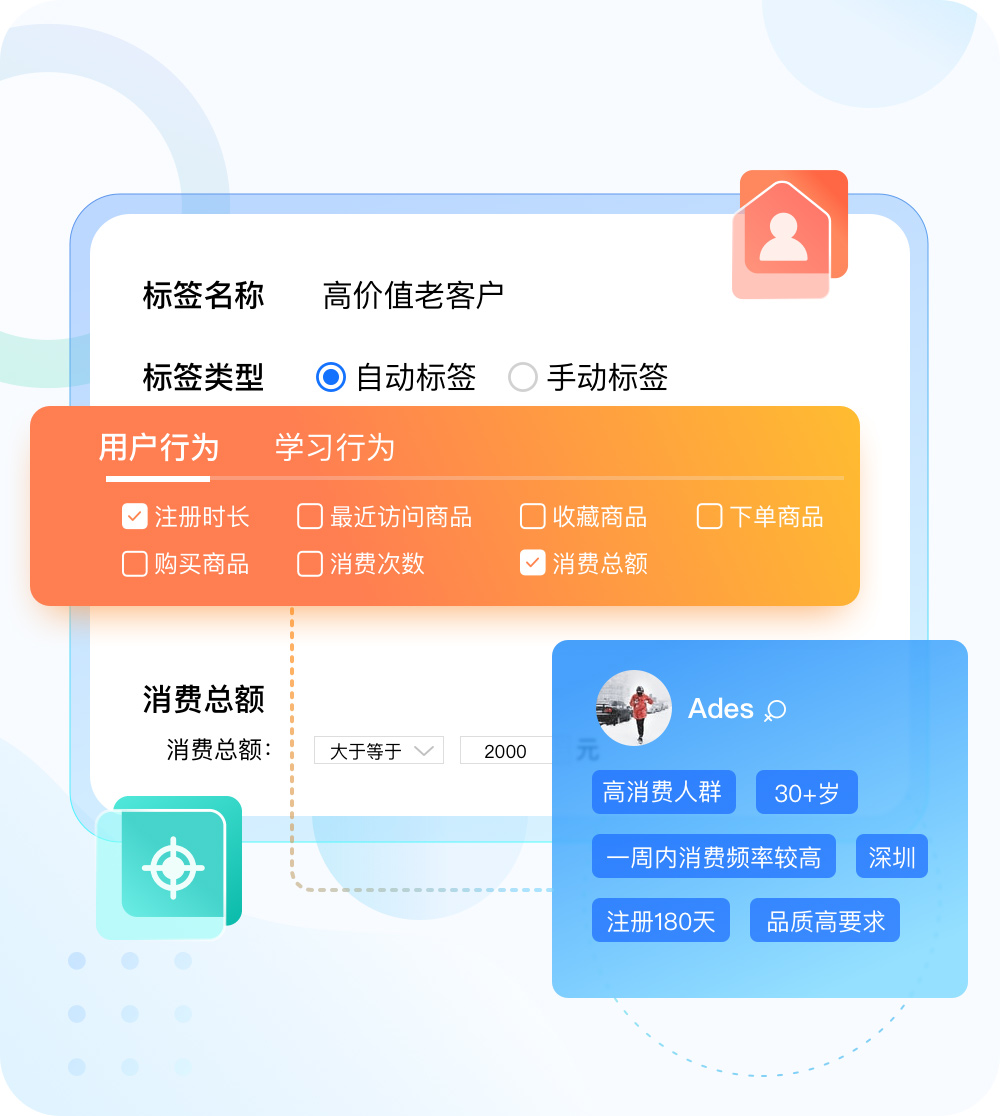 标签名称 高价值老客户
标签类型 自动标签 手动标签
用户行为 学习行为
注册时长 最近访问商品 收藏商品 下单商品
购买商品 消费次数 消费总额
消费总额
消费总额： 大于等于 2000 元
Ades
高消费人群 30+岁
一周内消费频率较高 深圳
注册180天 品质高要求